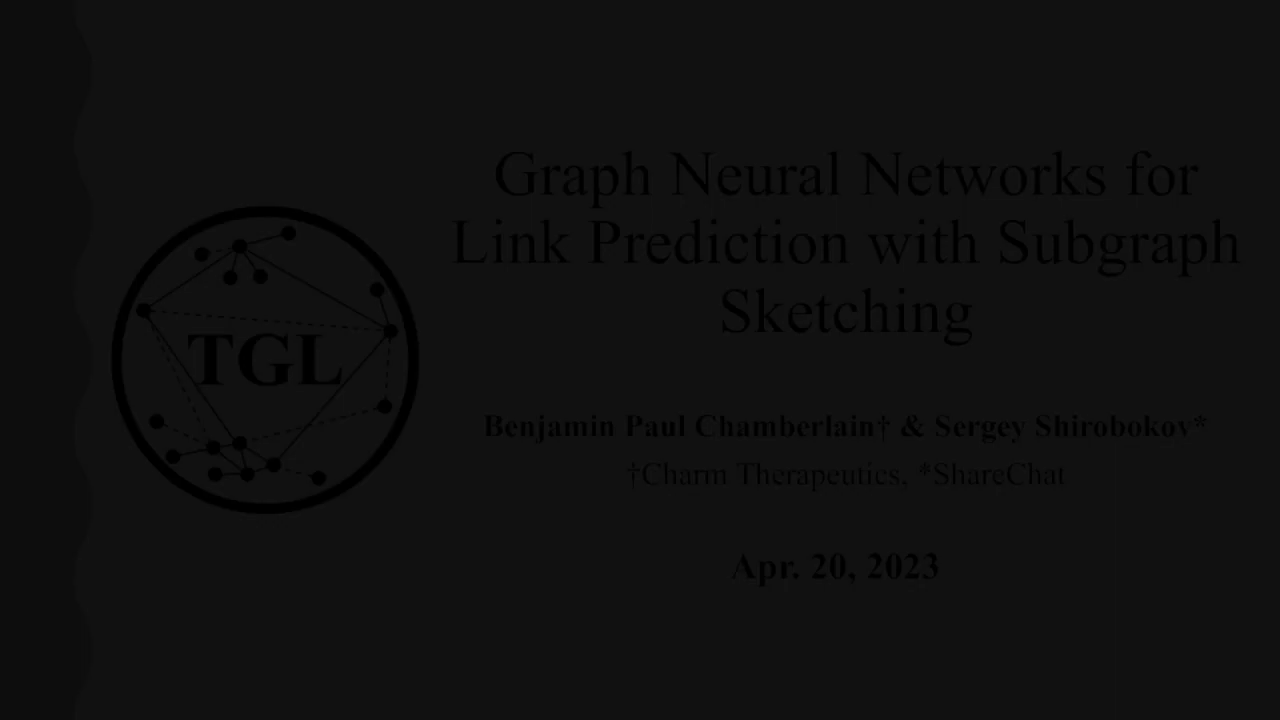 Graph Neural Networks for
Link Prediction with Subgraph
Sketching
TGL
Benjamin Paul Chamberlain† & Sergey Shirobokov*
†Charm Therapeutics, *ShareChat
Apr. 20, 2023